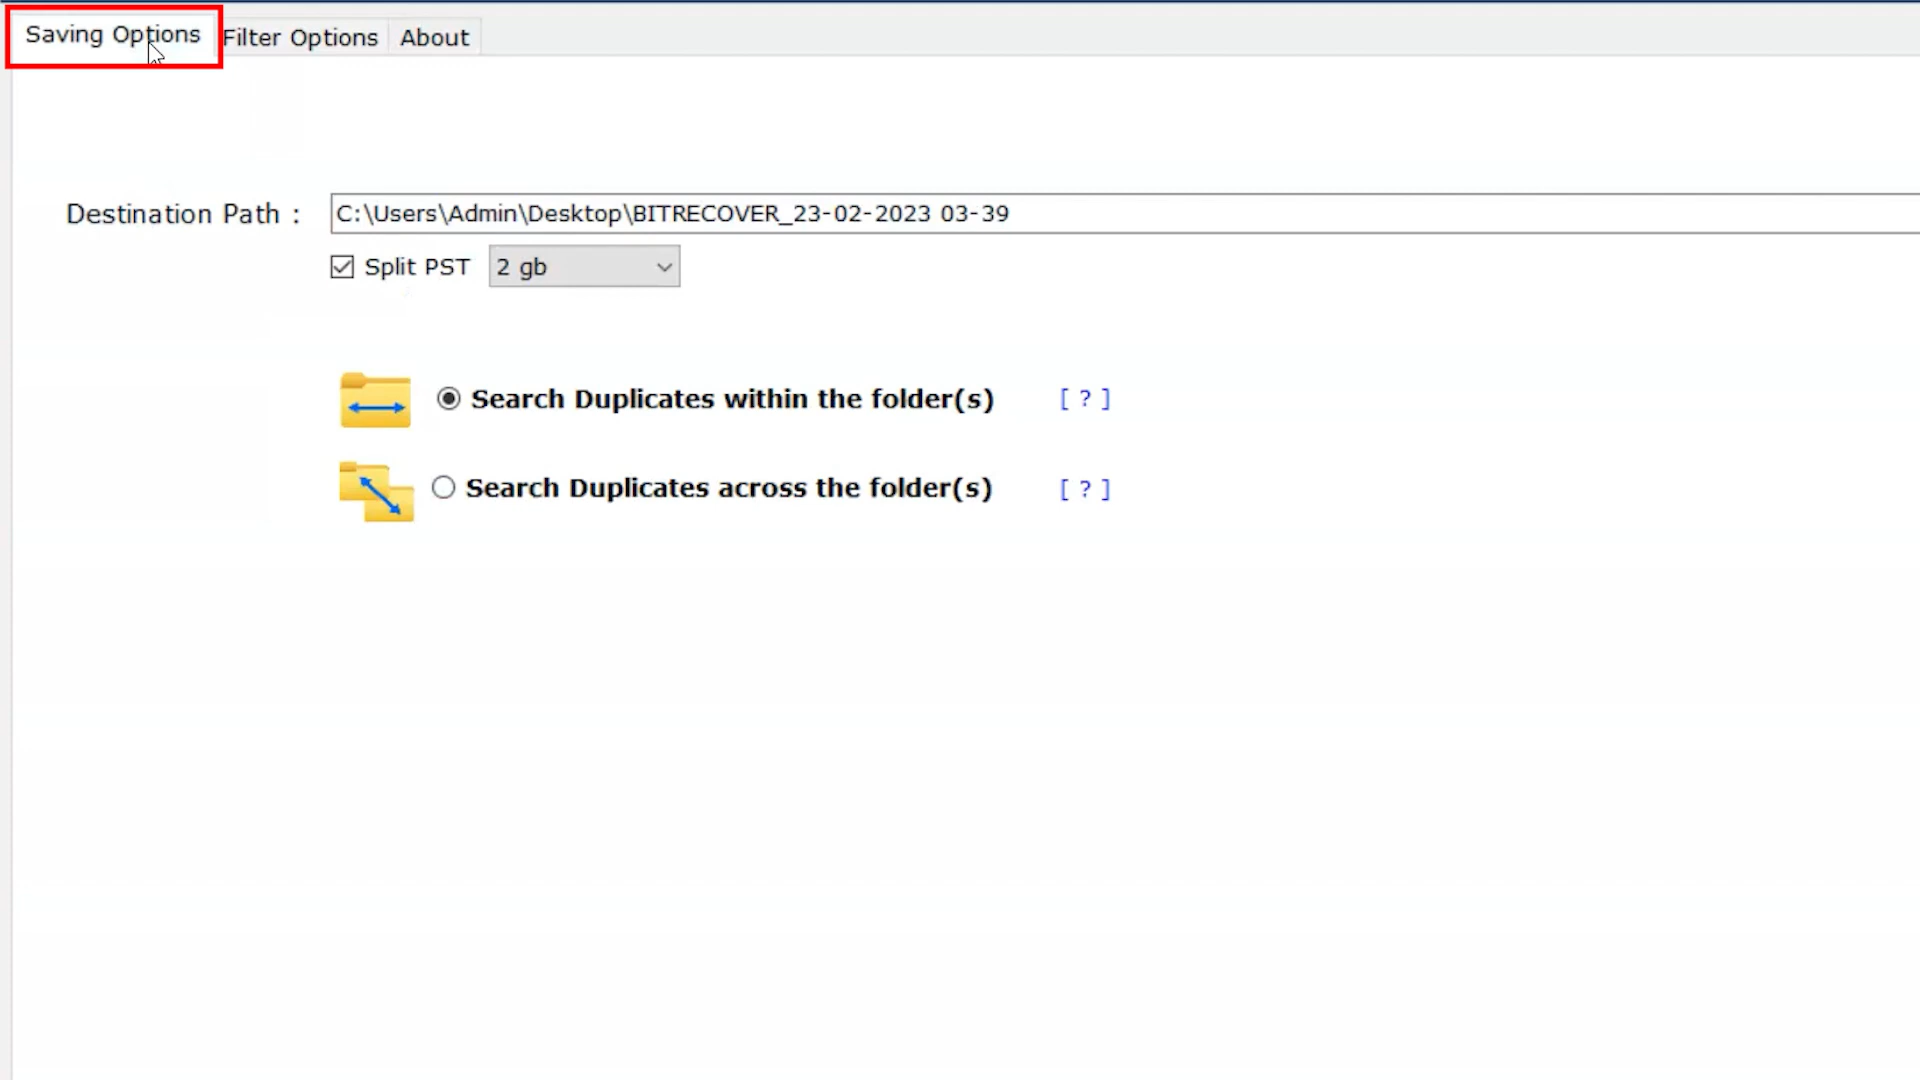 Saving Options Filter Options About
Destination Path : C:\Users\Admin\Desktop\BITRECOVER_23-02-2023 03-39
Split PST 2 gb
Search Duplicates within the folder(s) [ ? ]
Search Duplicates across the folder(s) [ ? ]